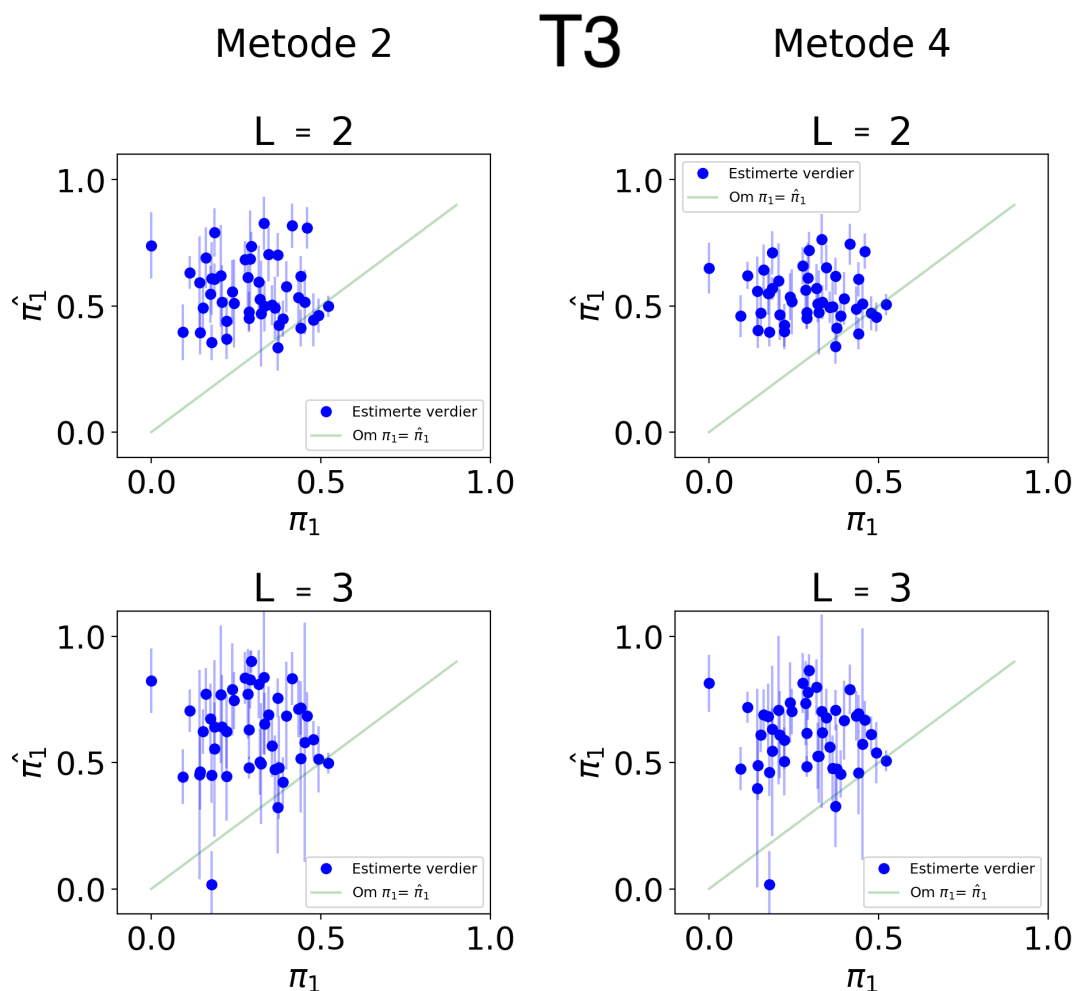 Metode 2 T3 Metode 4
L = 2
1.0
0.5
0.0
π̂₁
Estimerte verdier
Om π₁= π̂₁
0.0 0.5 1.0
π₁
L = 2
1.0
0.5
0.0
π̂₁
Estimerte verdier
Om π₁= π̂₁
0.0 0.5 1.0
π₁
L = 3
1.0
0.5
0.0
π̂₁
Estimerte verdier
Om π₁= π̂₁
0.0 0.5 1.0
π₁
L = 3
1.0
0.5
0.0
π̂₁
Estimerte verdier
Om π₁= π̂₁
0.0 0.5 1.0
π₁